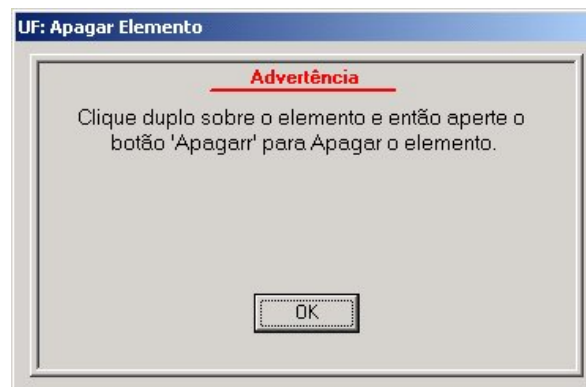 UF: Apagar Elemento
Advertência
Clique duplo sobre o elemento e então aperte o
botão 'Apagarr' para Apagar o elemento.
OK